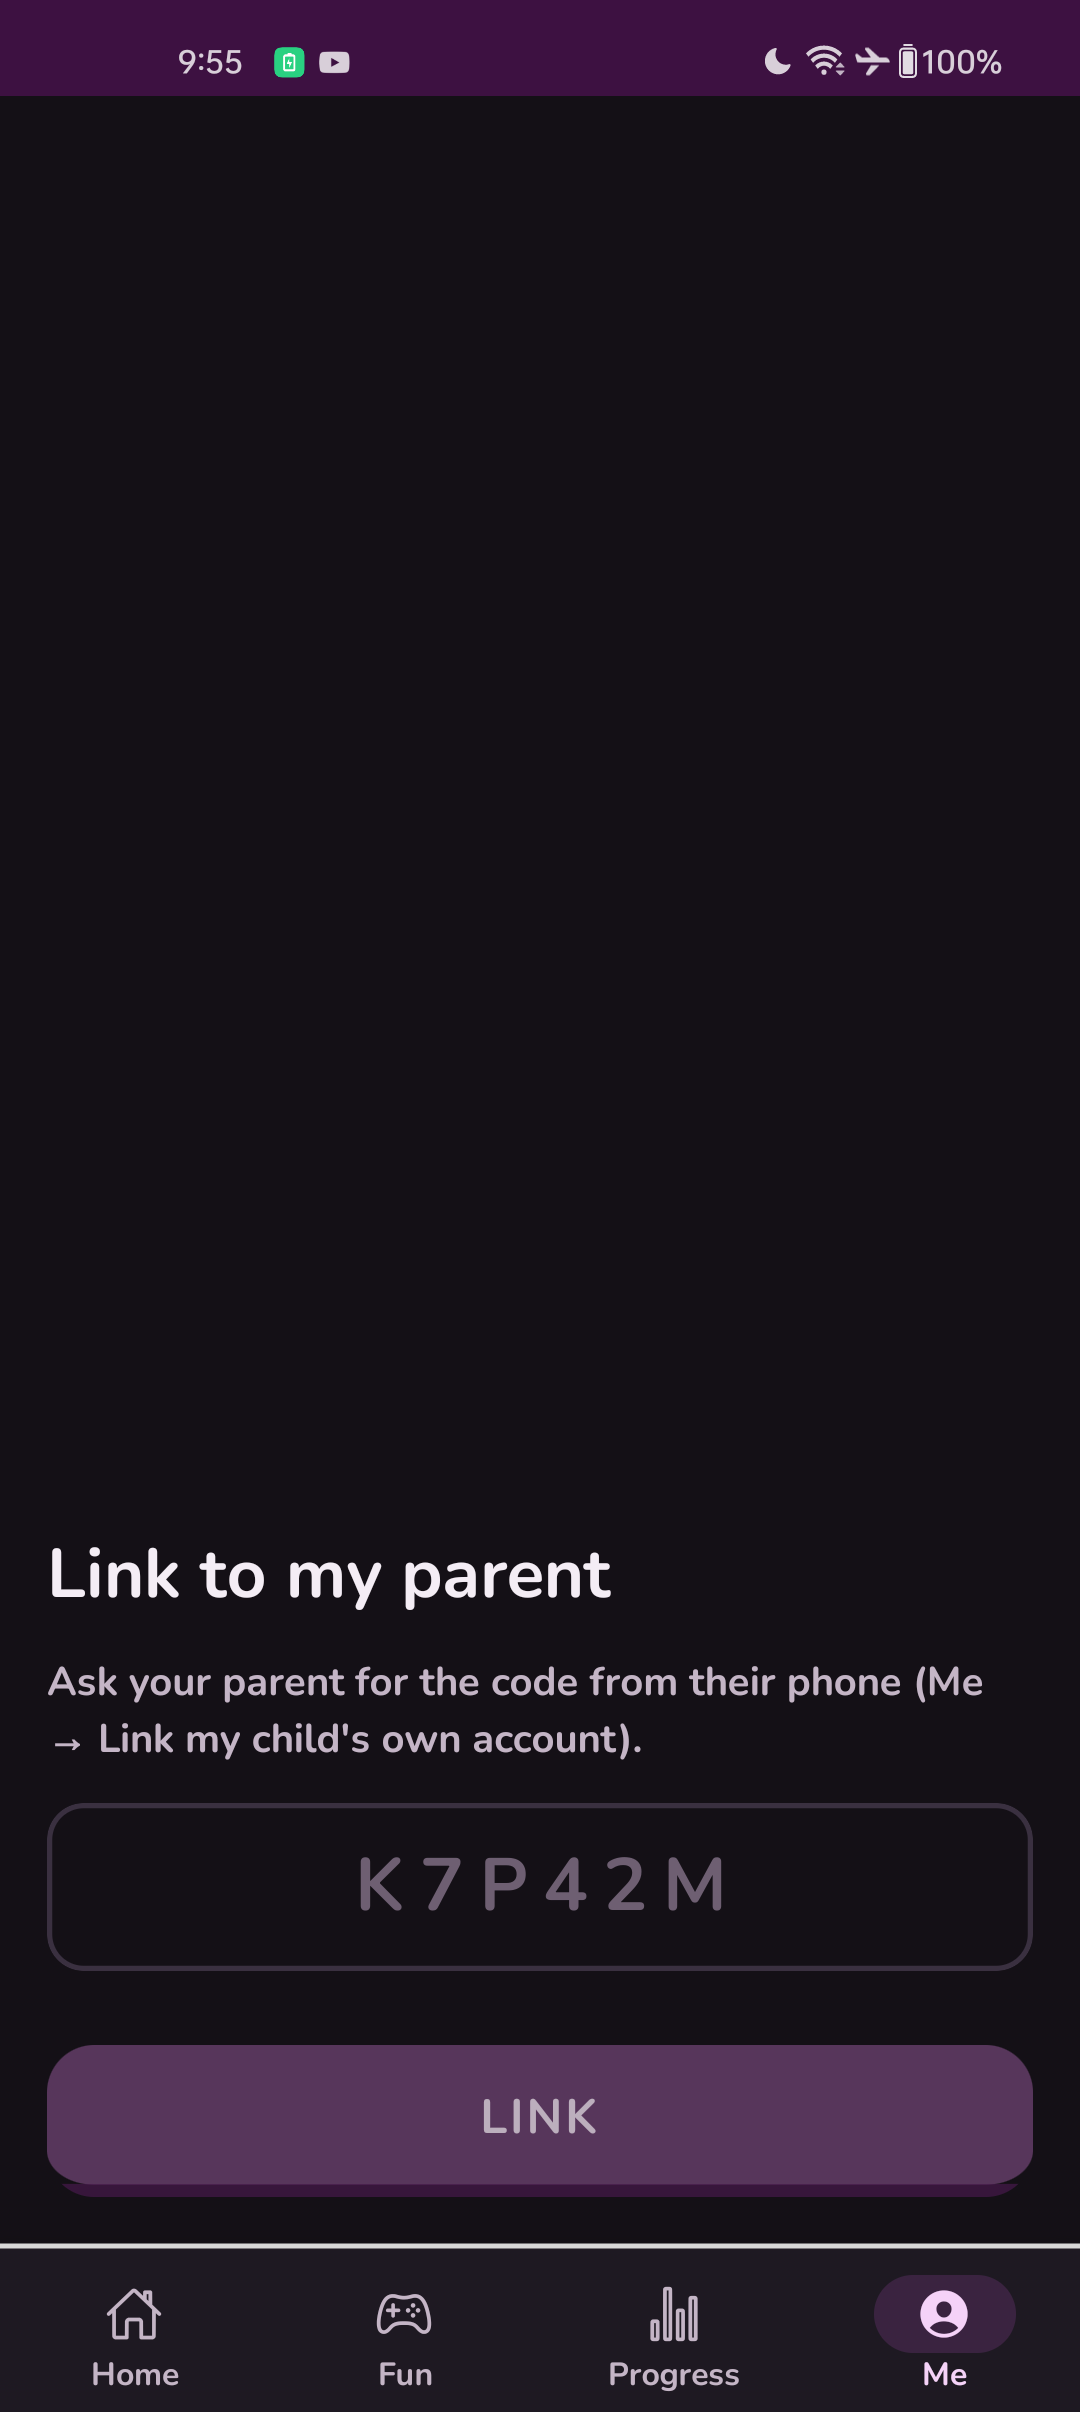 9:55
100%
Link to my parent
Ask your parent for the code from their phone (Me
→ Link my child's own account).
K7P42M
LINK
Home
Fun
Progress
Me